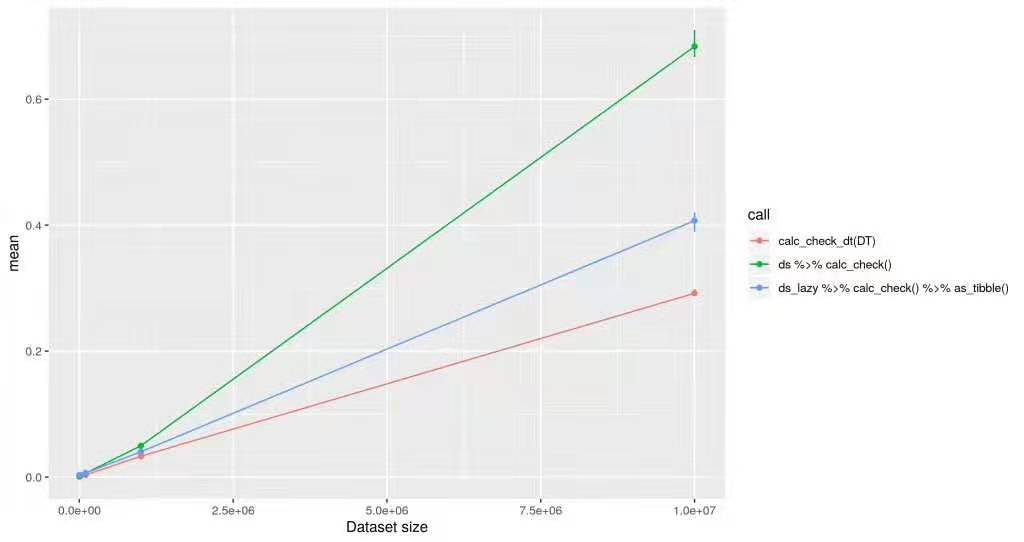 0.6
0.4
0.2
0.0
mean
0.0e+00 2.5e+06 5.0e+06 7.5e+06 1.0e+07
Dataset size
call
calc_check_dt(DT)
ds %>% calc_check()
ds_lazy %>% calc_check() %>% as_tibble()